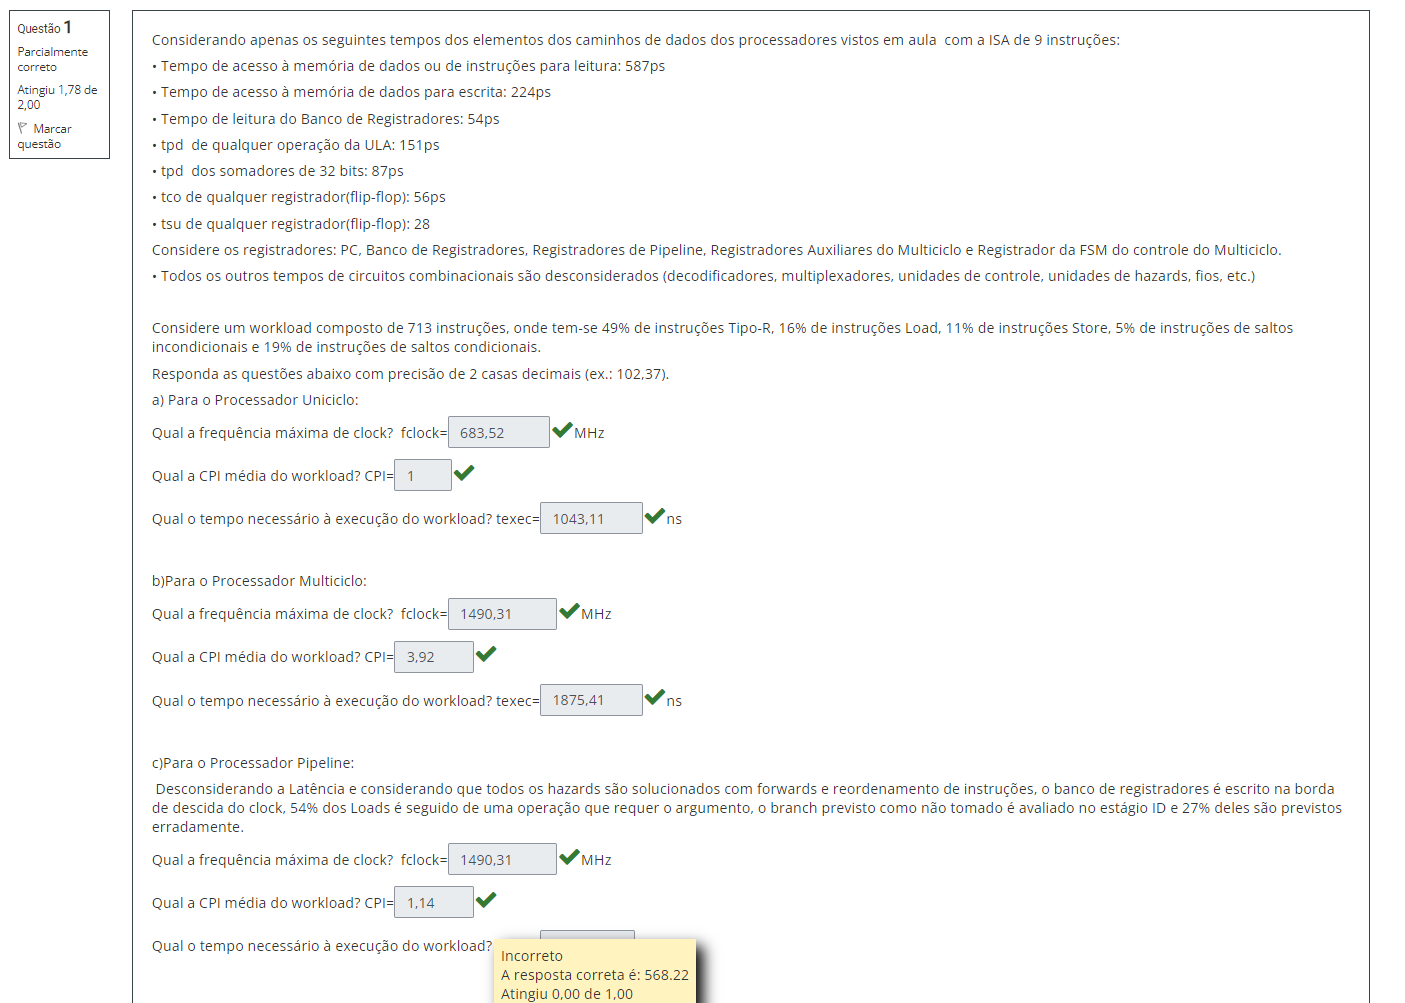 Questão 1
Parcialmente
correto
Atingiu 1,78 de
2,00
Marcar
questão
Considerando apenas os seguintes tempos dos elementos dos caminhos de dados dos processadores vistos em aula com a ISA de 9 instruções:
• Tempo de acesso à memória de dados ou de instruções para leitura: 587ps
• Tempo de acesso à memória de dados para escrita: 224ps
• Tempo de leitura do Banco de Registradores: 54ps
• tpd de qualquer operação da ULA: 151ps
• tpd dos somadores de 32 bits: 87ps
• tco de qualquer registrador(flip-flop): 56ps
• tsu de qualquer registrador(flip-flop): 28
Considere os registradores: PC, Banco de Registradores, Registradores de Pipeline, Registradores Auxiliares do Multiciclo e Registrador da FSM do controle do Multiciclo.
• Todos os outros tempos de circuitos combinacionais são desconsiderados (decodificadores, multiplexadores, unidades de controle, unidades de hazards, fios, etc.)
Considere um workload composto de 713 instruções, onde tem-se 49% de instruções Tipo-R, 16% de instruções Load, 11% de instruções Store, 5% de instruções de saltos
incondicionais e 19% de instruções de saltos condicionais.
Responda as questões abaixo com precisão de 2 casas decimais (ex.: 102,37).
a) Para o Processador Uniciclo:
Qual a frequência máxima de clock? fclock= 683,52 MHz
Qual a CPI média do workload? CPI= 1
Qual o tempo necessário à execução do workload? texec= 1043,11 ns
b)Para o Processador Multiciclo:
Qual a frequência máxima de clock? fclock= 1490,31 MHz
Qual a CPI média do workload? CPI= 3,92
Qual o tempo necessário à execução do workload? texec= 1875,41 ns
c)Para o Processador Pipeline:
Desconsiderando a Latência e considerando que todos os hazards são solucionados com forwards e reordenamento de instruções, o banco de registradores é escrito na borda
de descida do clock, 54% dos Loads é seguido de uma operação que requer o argumento, o branch previsto como não tomado é avaliado no estágio ID e 27% deles são previstos
erradamente.
Qual a frequência máxima de clock? fclock= 1490,31 MHz
Qual a CPI média do workload? CPI= 1,14
Qual o tempo necessário à execução do workload?
Incorreto
A resposta correta é: 568.22
Atingiu 0,00 de 1,00